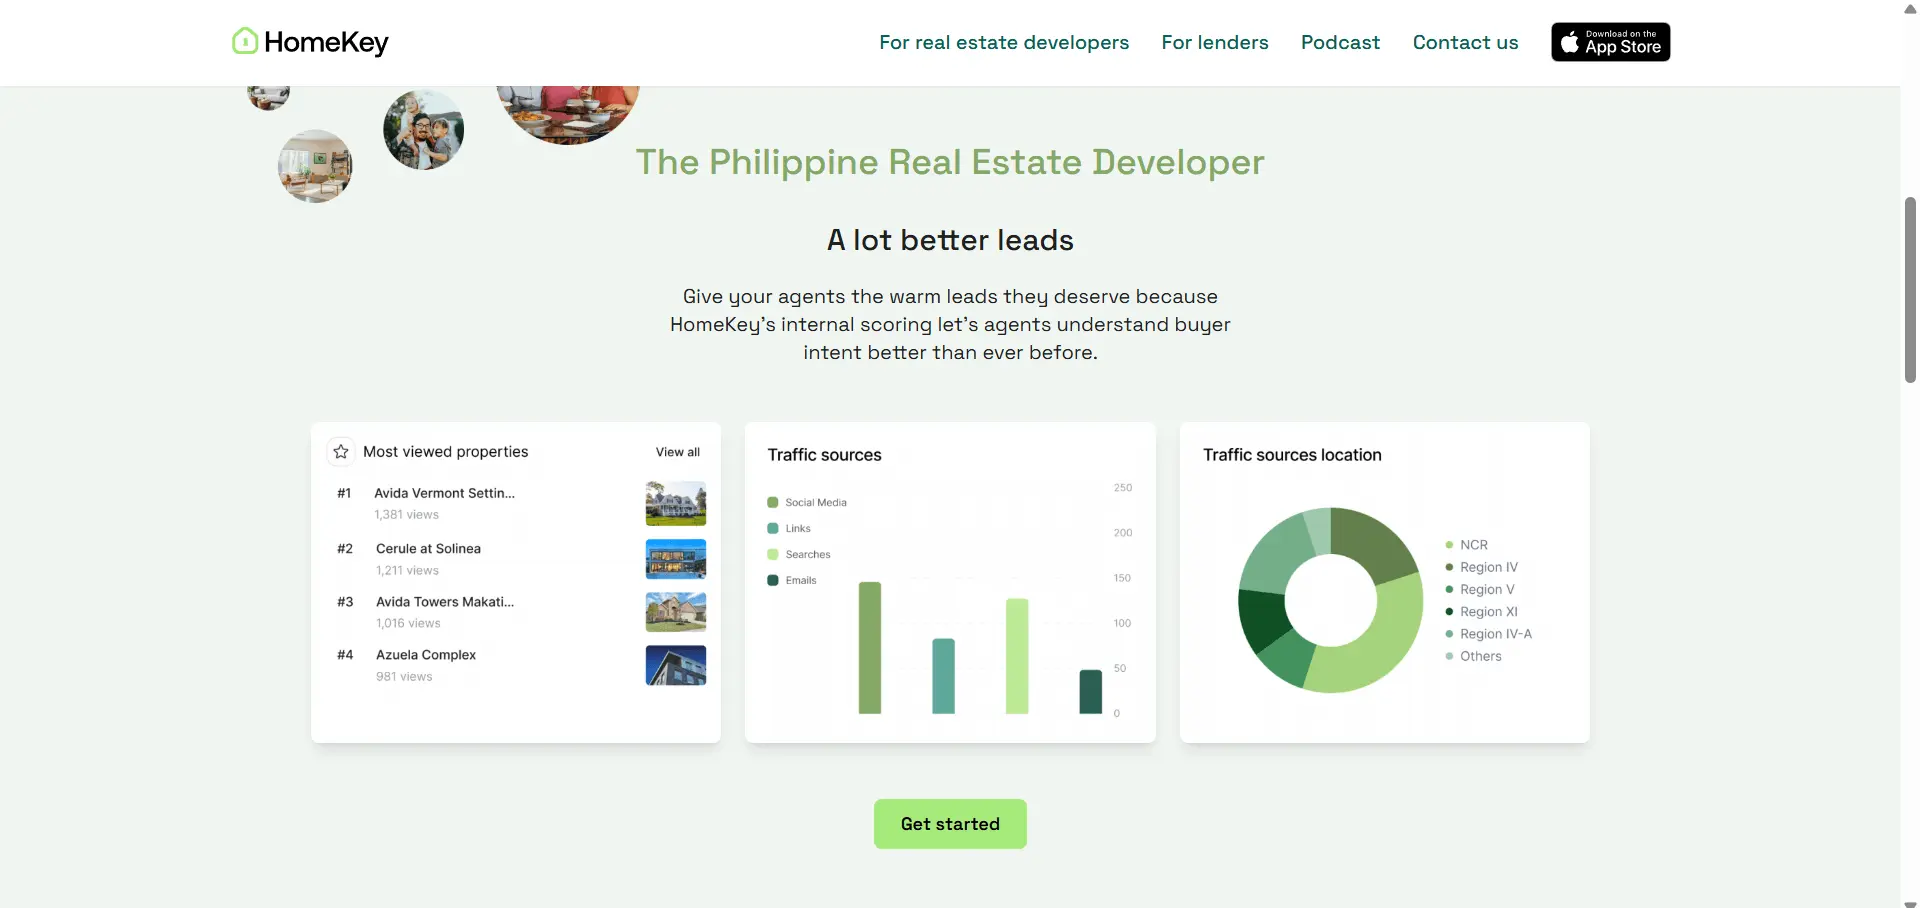 HomeKey
For real estate developers
For lenders
Podcast
Contact us
Download on the
App Store
The Philippine Real Estate Developer
A lot better leads
Give your agents the warm leads they deserve because
HomeKey's internal scoring let's agents understand buyer
intent better than ever before.
Most viewed properties
View all
#1 Avida Vermont Settin...
1,381 views
#2 Cerule at Solinea
1,211 views
#3 Avida Towers Makati...
1,016 views
#4 Azuela Complex
981 views
Traffic sources
Social Media
Links
Searches
Emails
250
200
150
100
50
0
Traffic sources location
NCR
Region IV
Region V
Region XI
Region IV-A
Others
Get started